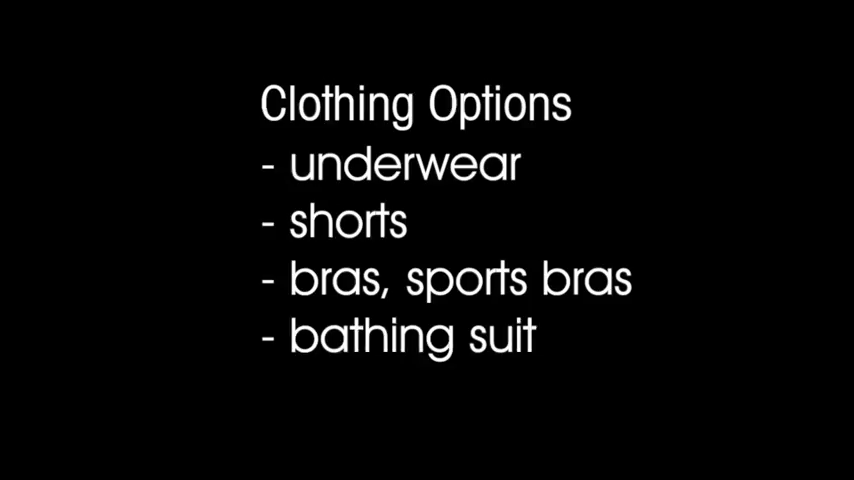 Clothing Options
- underwear
- shorts
- bras, sports bras
- bathing suit